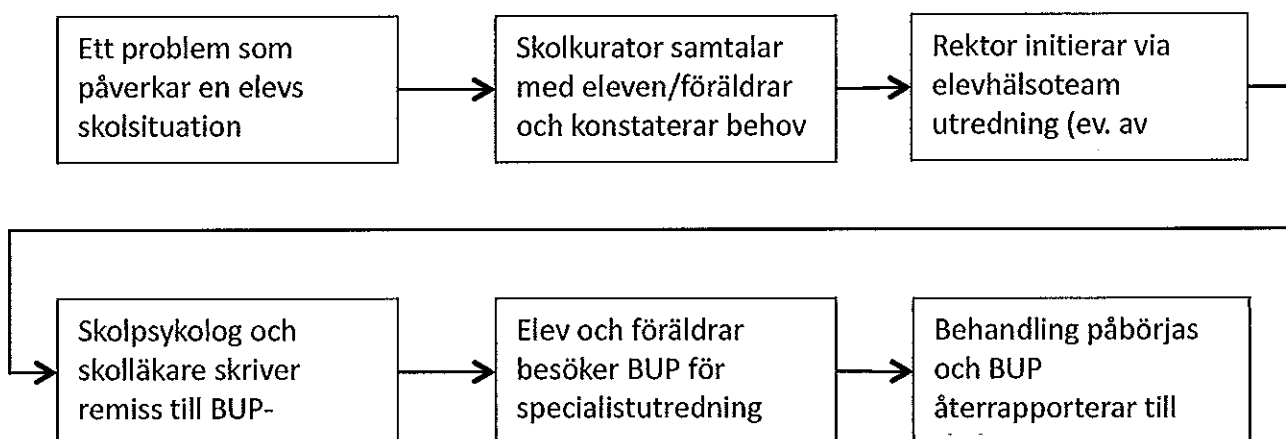 Ett problem som
påverkar en elevs
skolsituation
Skolkurator samtalar
med eleven/föräldrar
och konstaterar behov
Rektor initierar via
elevhälsoteam
utredning (ev. av
Skolpsykolog och
skolläkare skriver
remiss till BUP-
Elev och föräldrar
besöker BUP för
specialistutredning
Behandling påbörjas
och BUP
återrapporterar till